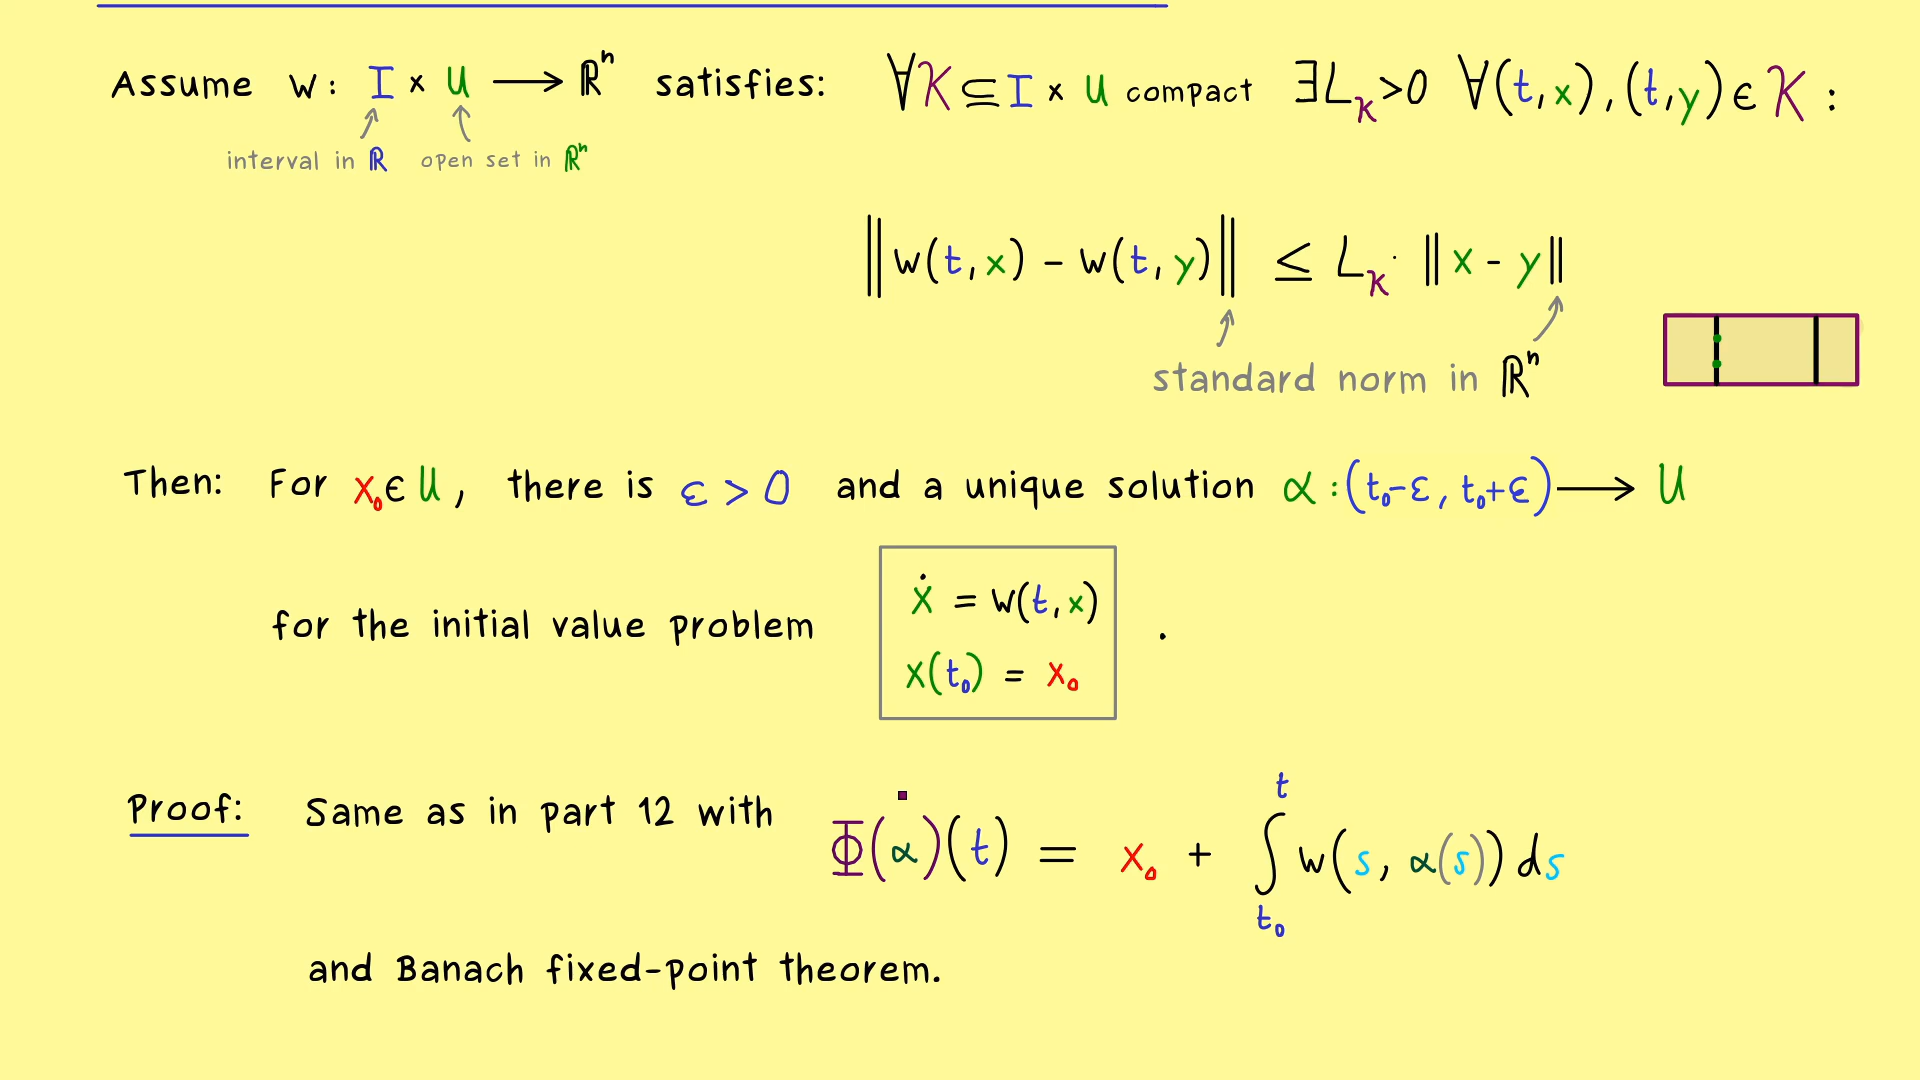 Assume w: I × U ⟶ ℝⁿ satisfies: ∀K ⊆ I × U compact ∃L_K>0 ∀(t,x),(t,y)∈K :
interval in ℝ open set in ℝⁿ
‖w(t,x) - w(t,y)‖ ≤ L_K · ‖x - y‖
standard norm in ℝⁿ
Then: For x₀∈U, there is ε > 0 and a unique solution α:(t₀-ε, t₀+ε) ⟶ U
for the initial value problem
ẋ = w(t,x)
x(t₀) = x₀ .
Proof: Same as in part 12 with Φ(α)(t) = x₀ + ∫_{t₀}^{t} w(s, α(s)) ds
and Banach fixed-point theorem.